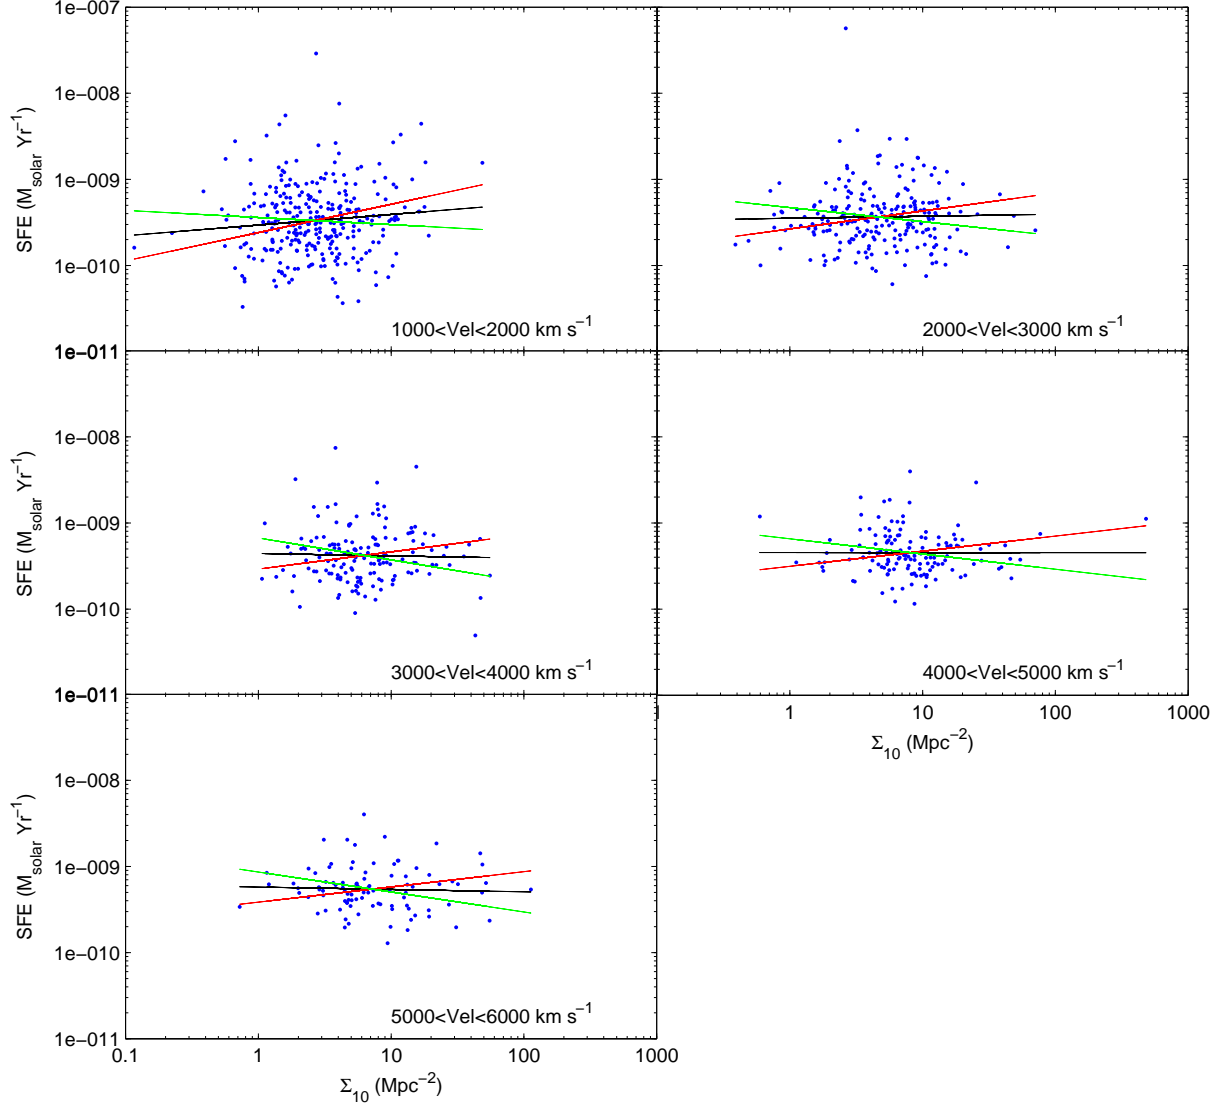 1e−007
1e−008
1e−009
1e−010
1e−011
SFE (M_solar Yr^−1)
1000<Vel<2000 km s^−1
2000<Vel<3000 km s^−1
1e−008
1e−009
1e−010
1e−011
SFE (M_solar Yr^−1)
3000<Vel<4000 km s^−1
4000<Vel<5000 km s^−1
1 10 100 1000
Σ_10 (Mpc^−2)
1e−008
1e−009
1e−010
1e−011
SFE (M_solar Yr^−1)
5000<Vel<6000 km s^−1
0.1 1 10 100 1000
Σ_10 (Mpc^−2)